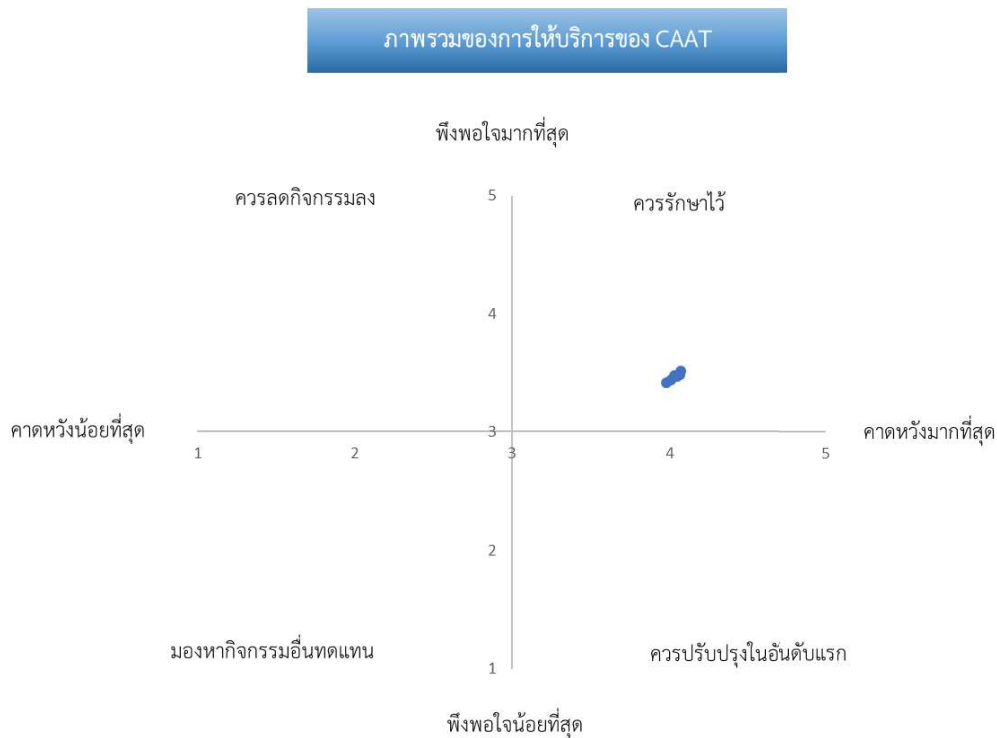 ภาพรวมของการให้บริการของ CAAT
พึงพอใจมากที่สุด
ควรลดกิจกรรมลง
5
ควรรักษาไว้
4
คาดหวังน้อยที่สุด
3
คาดหวังมากที่สุด
1
2
3
4
5
2
มองหากิจกรรมอื่นทดแทน
ควรปรับปรุงในอันดับแรก
1
พึงพอใจน้อยที่สุด